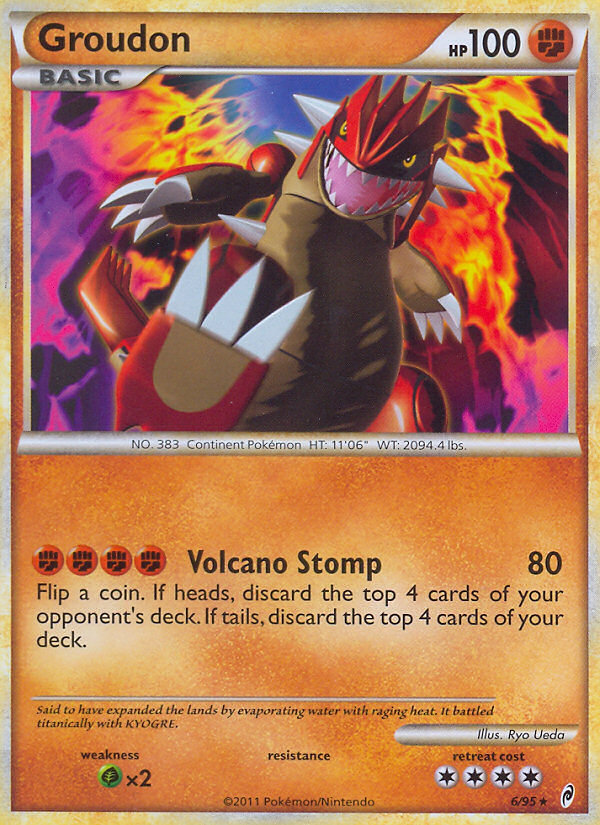 Groudon
HP 100
BASIC
NO. 383 Continent Pokémon HT: 11'06" WT: 2094.4 lbs.
Volcano Stomp 80
Flip a coin. If heads, discard the top 4 cards of your
opponent's deck. If tails, discard the top 4 cards of your
deck.
Said to have expanded the lands by evaporating water with raging heat. It battled
titanically with KYOGRE.
Illus. Ryo Ueda
weakness resistance retreat cost
×2
©2011 Pokémon/Nintendo
6/95 ★